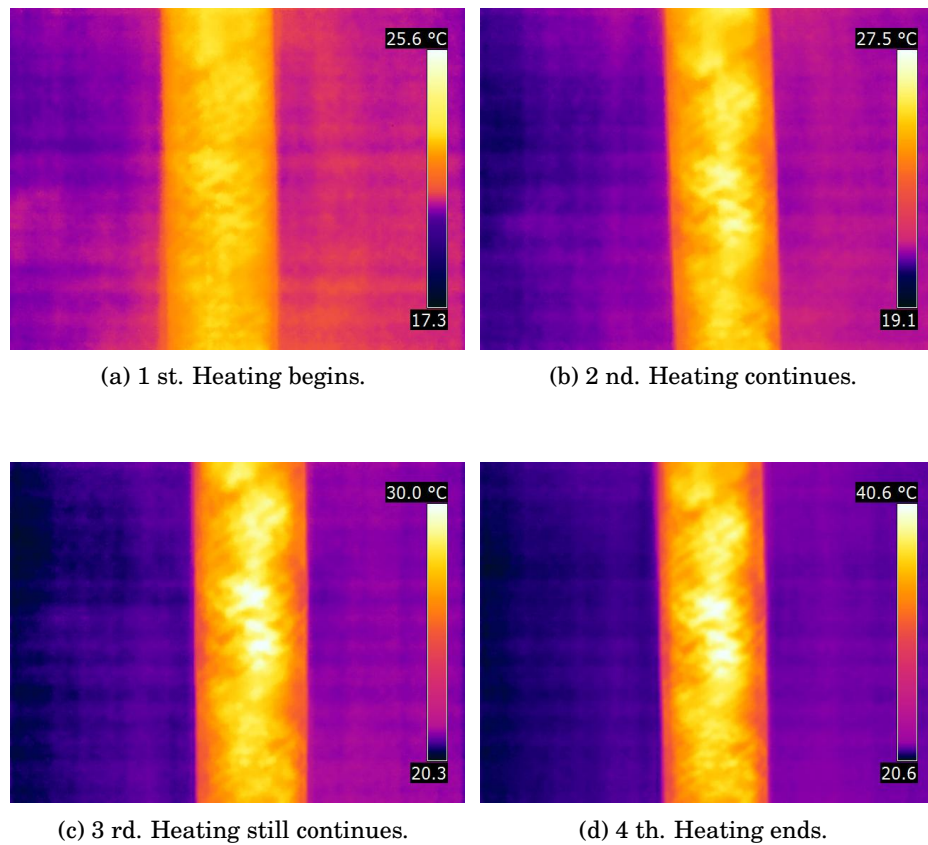 25.6 °C
17.3
(a) 1 st. Heating begins.
27.5 °C
19.1
(b) 2 nd. Heating continues.
30.0 °C
20.3
(c) 3 rd. Heating still continues.
40.6 °C
20.6
(d) 4 th. Heating ends.